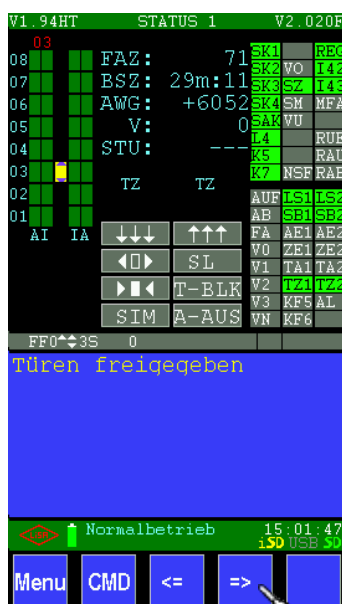 V1.94HT STATUS 1 V2.020F
03
08 FAZ: 71 SK1 REG
07 BSZ: 29m:11 SK2 VO I42
06 AWG: +6052 SK3 SZ I43
05 V: 0 SK4 SM MFA
04 STU: --- SAK VU
03 L4 RUE
02 TZ TZ K5 RAU
01 K7 NSF RAB
AI IA ↓↓↓ ↑↑↑ AUF LS1 LS2
SL AB SB1 SB2
T-BLK FA AE1 AE2
SIM A-AUS V0 ZE1 ZE2
V1 TA1 TA2
V2 TZ1 TZ2
V3 KF5 AL
VN KF6
FF0 3S 0
Türen freigegeben
Normalbetrieb 15:01:47
iSD USB SD
Menu CMD <= =>